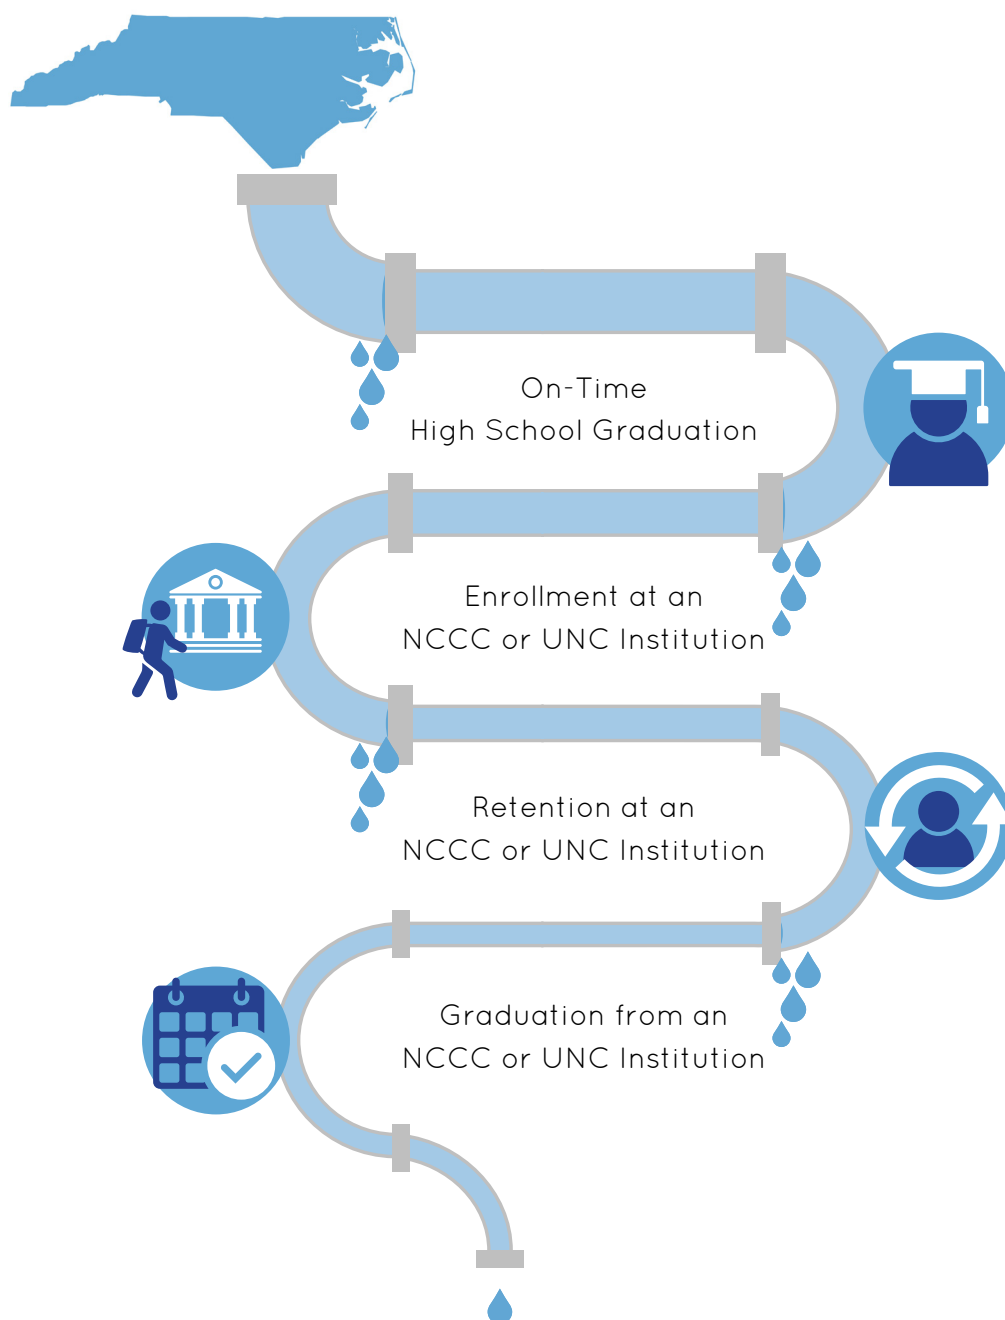 On-Time
High School Graduation
Enrollment at an
NCCC or UNC Institution
Retention at an
NCCC or UNC Institution
Graduation from an
NCCC or UNC Institution